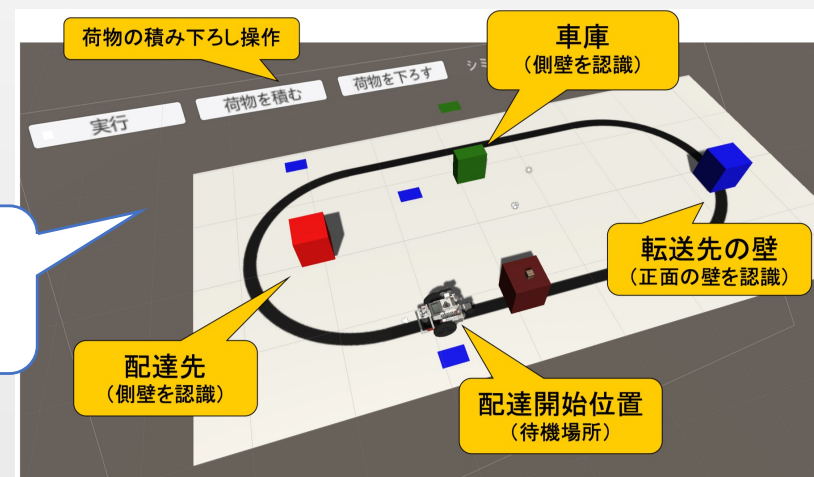 荷物の積み下ろし操作
車庫
（側壁を認識）
実行
荷物を積む
荷物を下ろす
シミ
転送先の壁
（正面の壁を認識）
配達先
（側壁を認識）
配達開始位置
（待機場所）